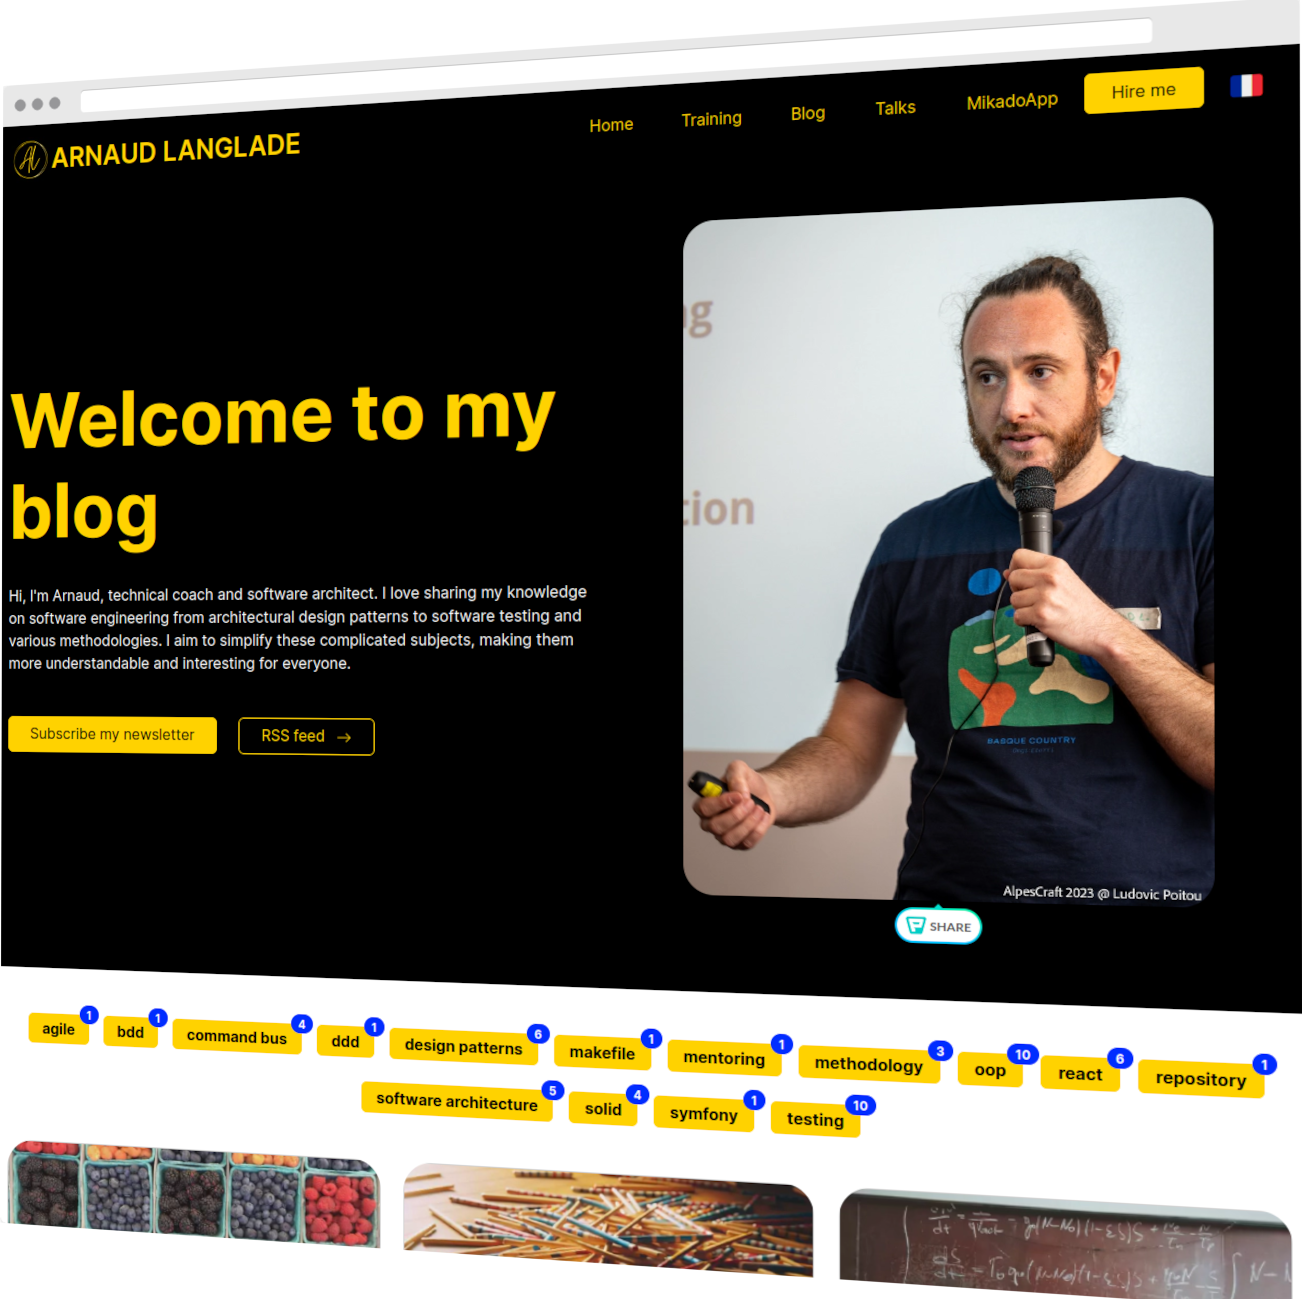 ARNAUD LANGLADE
Home Training Blog Talks MikadoApp Hire me
ng
tion
Welcome to my
blog
Hi, I'm Arnaud, technical coach and software architect. I love sharing my knowledge
on software engineering from architectural design patterns to software testing and
various methodologies. I aim to simplify these complicated subjects, making them
more understandable and interesting for everyone.
Subscribe my newsletter RSS feed →
BASQUE COUNTRY
AlpesCraft 2023 @ Ludovic Poitou
SHARE
agile 1 bdd 1 command bus 4 ddd 1 design patterns 6 makefile 1 mentoring 1 methodology 3 oop 10 react 6 repository 1
software architecture 5 solid 4 symfony 1 testing 10